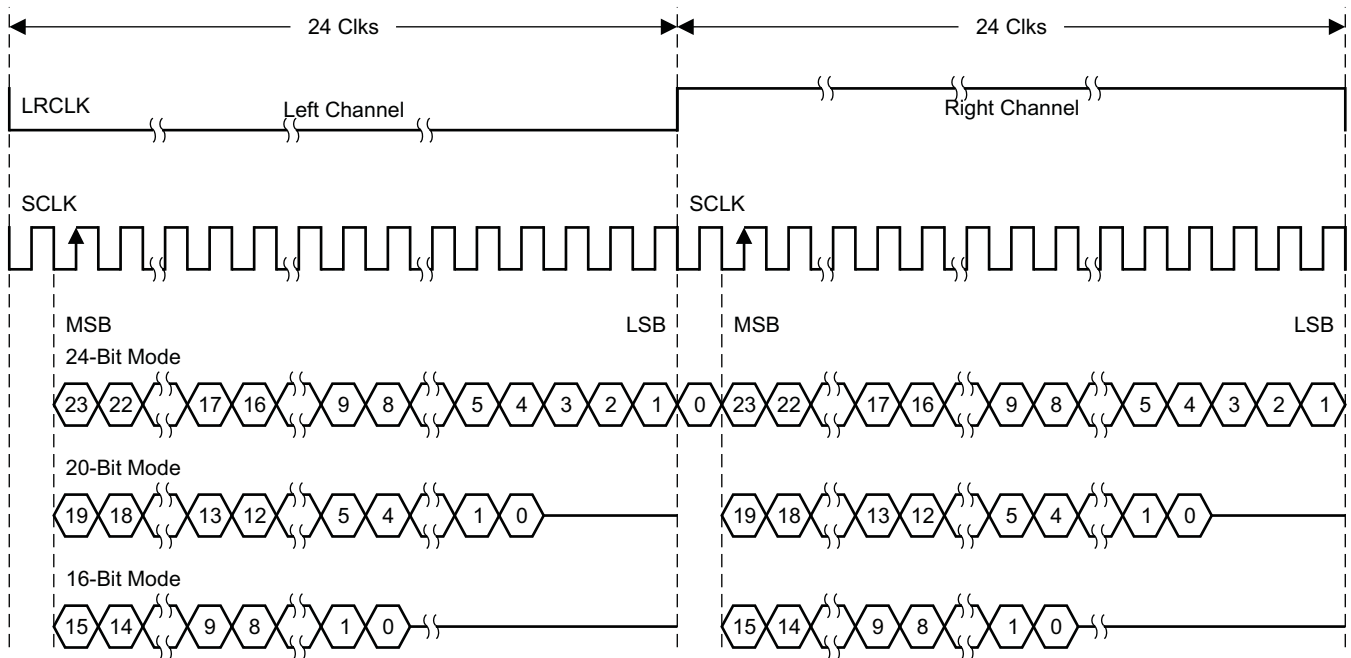 24 Clks 24 Clks
LRCLK Left Channel Right Channel
SCLK SCLK
MSB LSB MSB LSB
24-Bit Mode
23 22 17 16 9 8 5 4 3 2 1 0 23 22 17 16 9 8 5 4 3 2 1
20-Bit Mode
19 18 13 12 5 4 1 0 19 18 13 12 5 4 1 0
16-Bit Mode
15 14 9 8 1 0 15 14 9 8 1 0